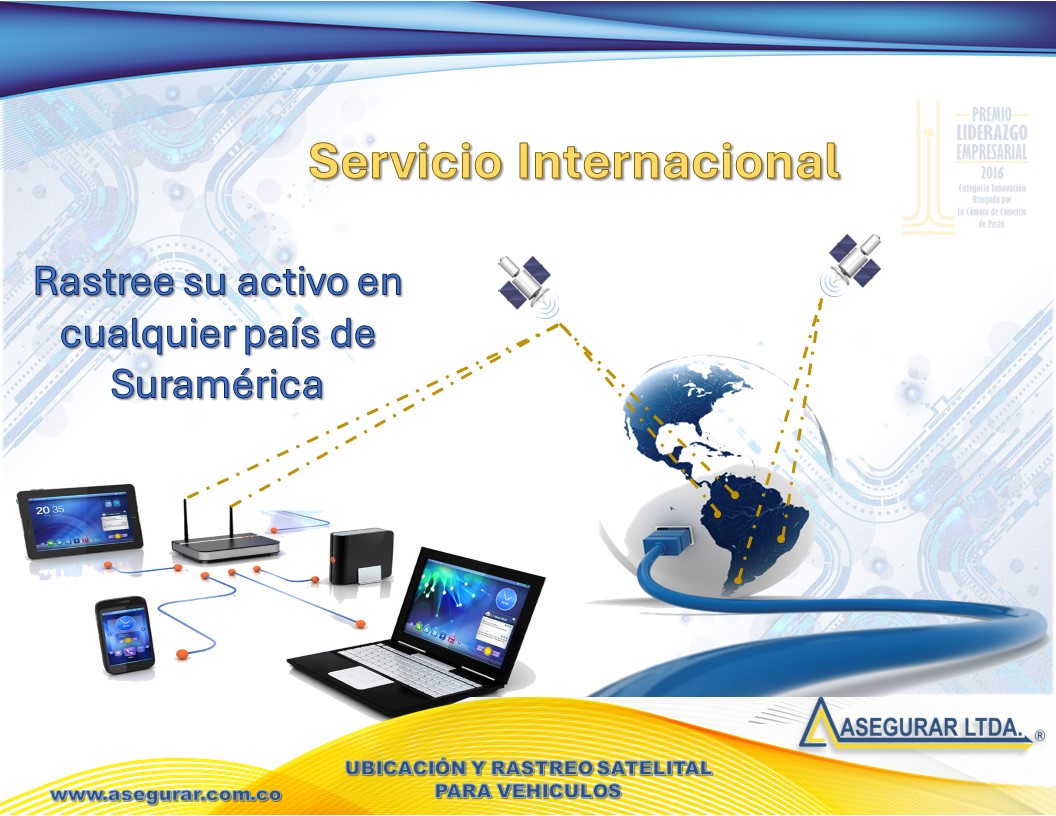 PREMIO
LIDERAZGO
EMPRESARIAL
2016
Categoría Innovación
Otorgado por
La Cámara de Comercio
de Pasto
Servicio Internacional
Rastree su activo en
cualquier país de
Suramérica
20 35
ASEGURAR LTDA. ®
UBICACIÓN Y RASTREO SATELITAL
PARA VEHICULOS
www.asegurar.com.co